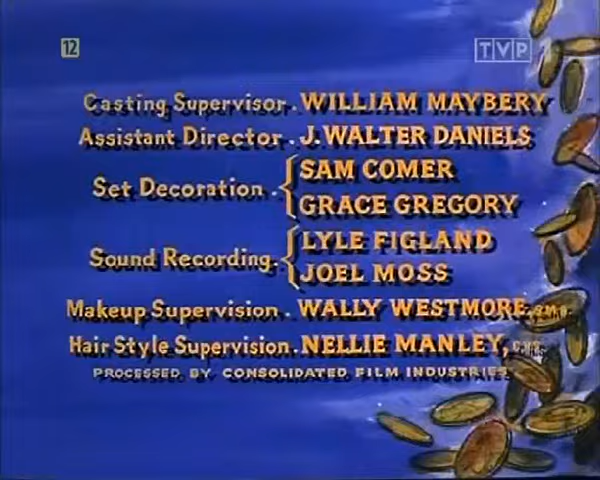 12
TVP 1
Casting Supervisor . WILLIAM MAYBERY
Assistant Director . J. WALTER DANIELS
Set Decoration . { SAM COMER
GRACE GREGORY
Sound Recording . { LYLE FIGLAND
JOEL MOSS
Makeup Supervision . WALLY WESTMORE, S.M.A.
Hair Style Supervision . NELLIE MANLEY, C.H.S.
PROCESSED BY CONSOLIDATED FILM INDUSTRIES